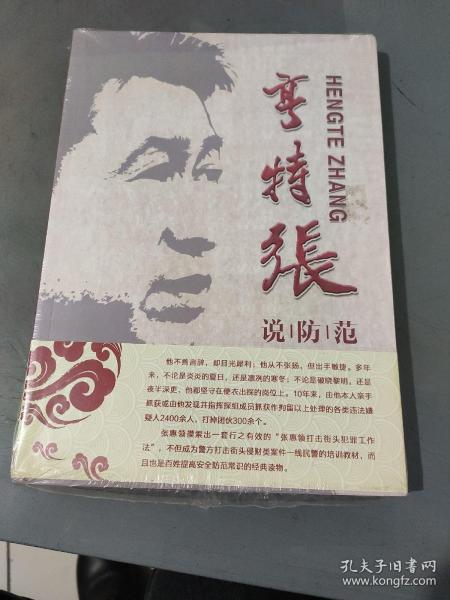 亨特張
HENGTE ZHANG
说防范
他不善言辞，却目光犀利；他从不张扬，但出手敏捷。多年
来，不论是炎炎的夏日，还是凛冽的寒冬；不论是破晓黎明，还是
夜半深更，他都坚守在便衣出探的岗位上。10年来，由他本人亲手
抓获或由他发现并指挥探组成员抓获作拘留以上处理的各类违法嫌
疑人2400余人，打掉团伙300余个。
张惠领侵累出一套行之有效的“张惠领打击街头犯罪工作
法”，不但成为警方打击街头侵财类案件一线民警的培训教材，而
且也是百姓提高安全防范常识的经典读物。
孔夫子旧书网
www.kongfz.com